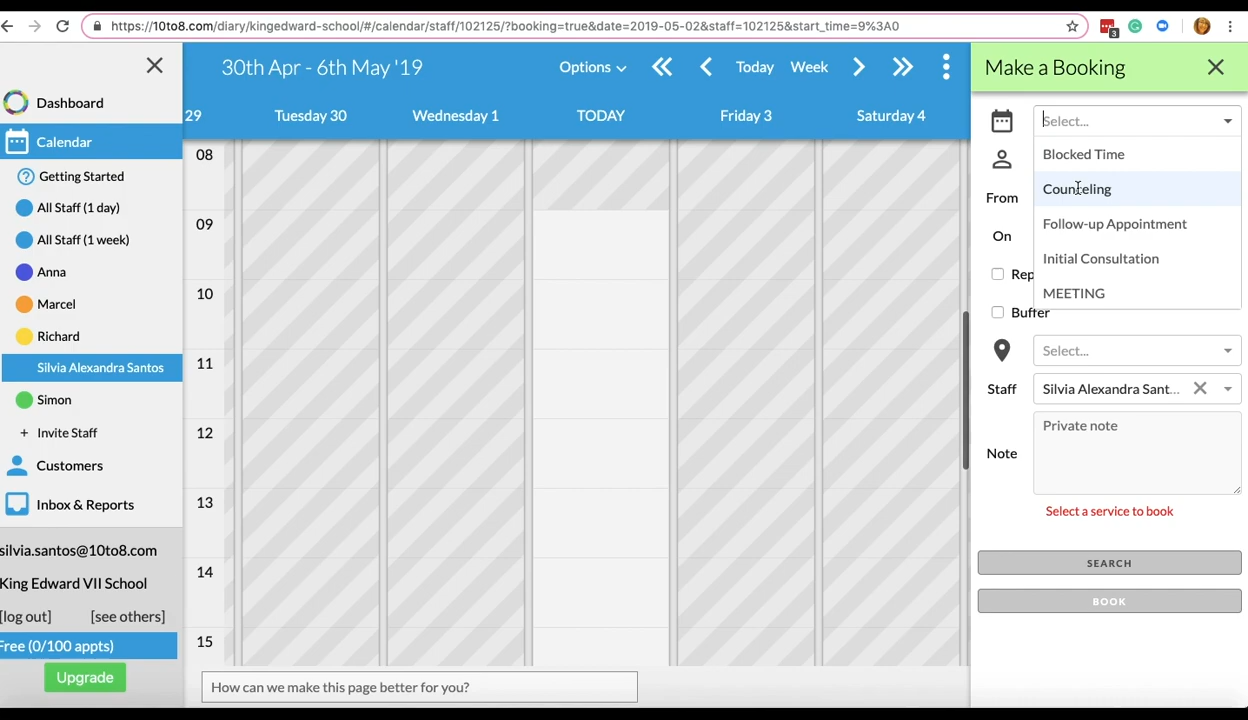 https://10to8.com/diary/kingedward-school/#/calendar/staff/102125/?booking=true&date=2019-05-02&staff=102125&start_time=9%3A0
3
Dashboard
Calendar
Getting Started
All Staff (1 day)
All Staff (1 week)
Anna
Marcel
Richard
Silvia Alexandra Santos
Simon
+ Invite Staff
Customers
Inbox & Reports
silvia.santos@10to8.com
King Edward VII School
[log out] [see others]
Free (0/100 appts)
Upgrade
30th Apr - 6th May '19
Options
Today
Week
29 Tuesday 30 Wednesday 1 TODAY Friday 3 Saturday 4
08
09
10
11
12
13
14
15
How can we make this page better for you?
Make a Booking
Select...
Blocked Time
Counseling
Follow-up Appointment
Initial Consultation
MEETING
From
On
Rep
Buffer
Select...
Staff Silvia Alexandra Sant...
Private note
Note
Select a service to book
SEARCH
BOOK